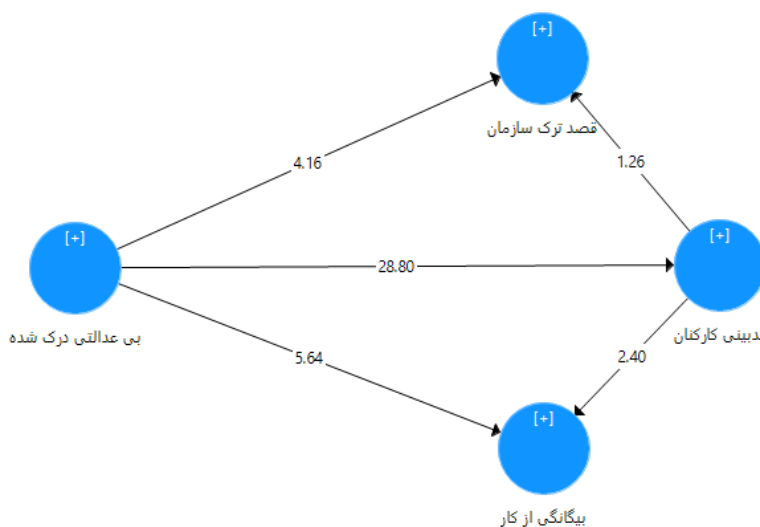 [+]
قصد ترک سازمان
4.16
1.26
[+]
بی عدالتی درک شده
28.80
[+]
دبینی کارکنان
5.64
2.40
[+]
بیگانگی از کار